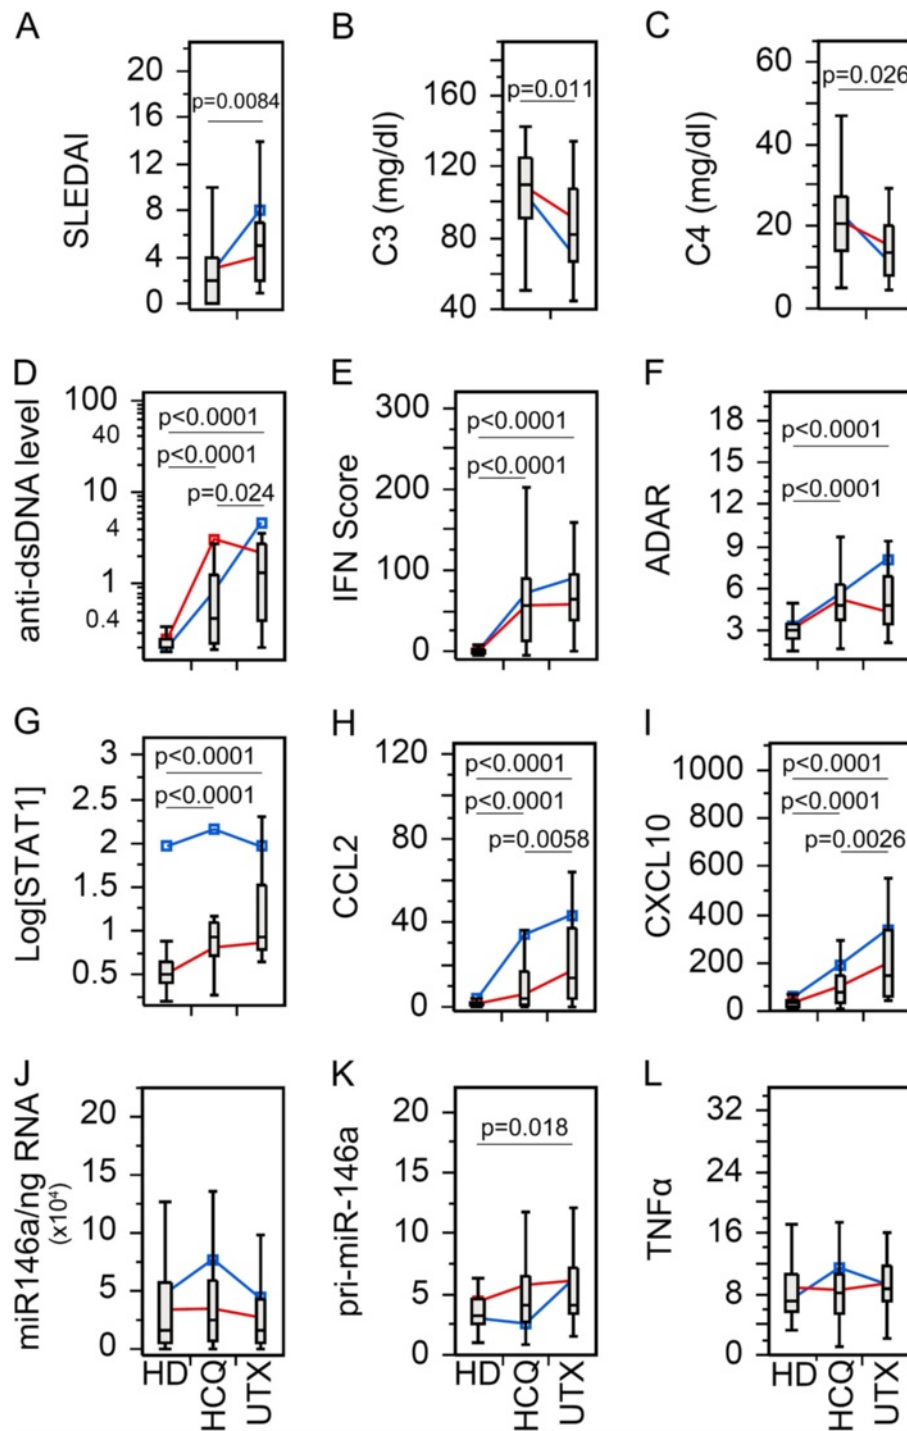 A
SLEDAI
20
16
12
8
4
0
p=0.0084
B
C3 (mg/dl)
160
120
80
40
p=0.011
C
C4 (mg/dl)
60
40
20
0
p=0.026
D
anti-dsDNA level
100
40
10
4
1
0.4
p<0.0001
p<0.0001
p=0.024
E
IFN Score
300
200
100
0
p<0.0001
p<0.0001
F
ADAR
18
15
12
9
6
3
p<0.0001
p<0.0001
G
Log[STAT1]
3
2.5
2
1.5
1
0.5
p<0.0001
p<0.0001
H
CCL2
120
80
40
0
p<0.0001
p<0.0001
p=0.0058
I
CXCL10
1000
800
600
400
200
0
p<0.0001
p<0.0001
p=0.0026
J
miR146a/ng RNA
(x10⁴)
20
15
10
5
0
HD
HCQ
UTX
K
pri-miR-146a
20
15
10
5
0
p=0.018
HD
HCQ
UTX
L
TNFα
32
24
16
8
0
HD
HCQ
UTX